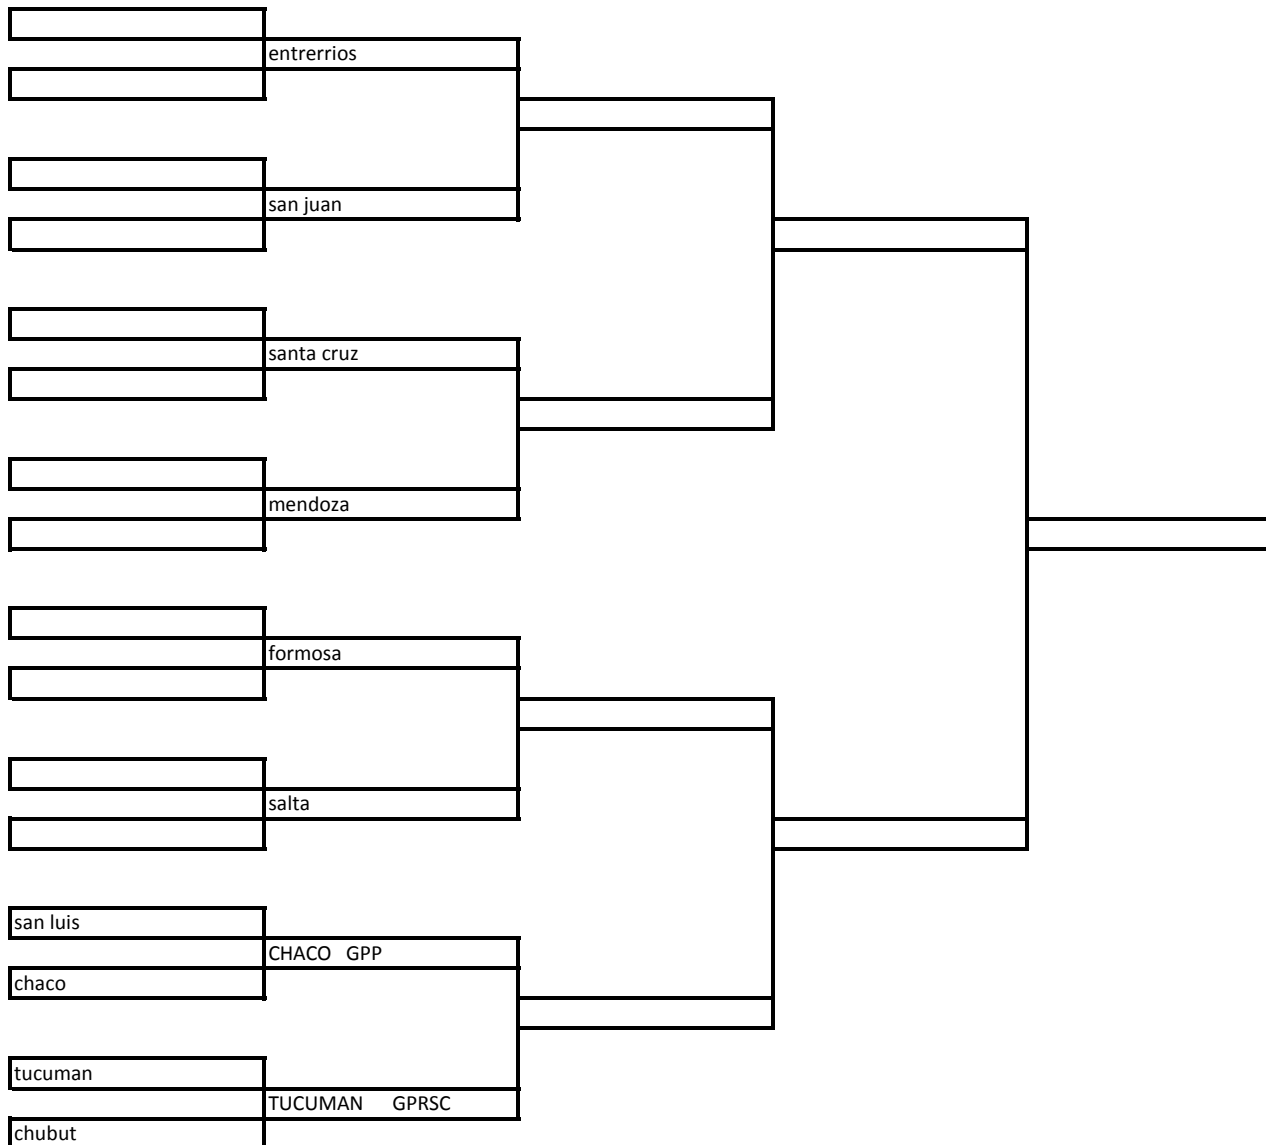 entrerrios
san juan
santa cruz
mendoza
formosa
salta
san luis
CHACO GPP
chaco
tucuman
TUCUMAN GPRSC
chubut